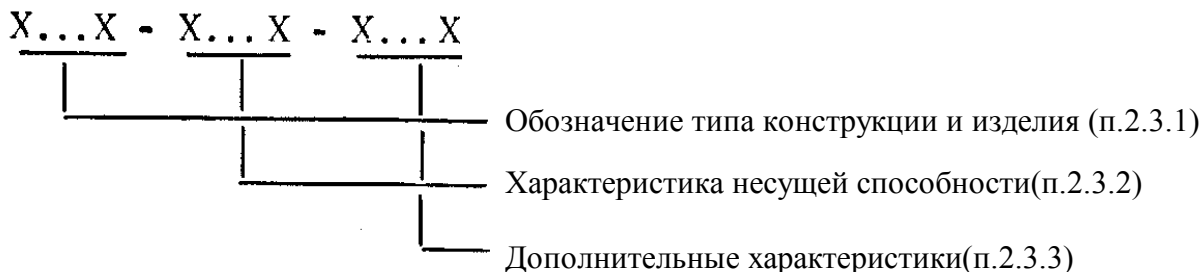 X...X - X...X - X...X
Обозначение типа конструкции и изделия (п.2.3.1)
Характеристика несущей способности(п.2.3.2)
Дополнительные характеристики(п.2.3.3)